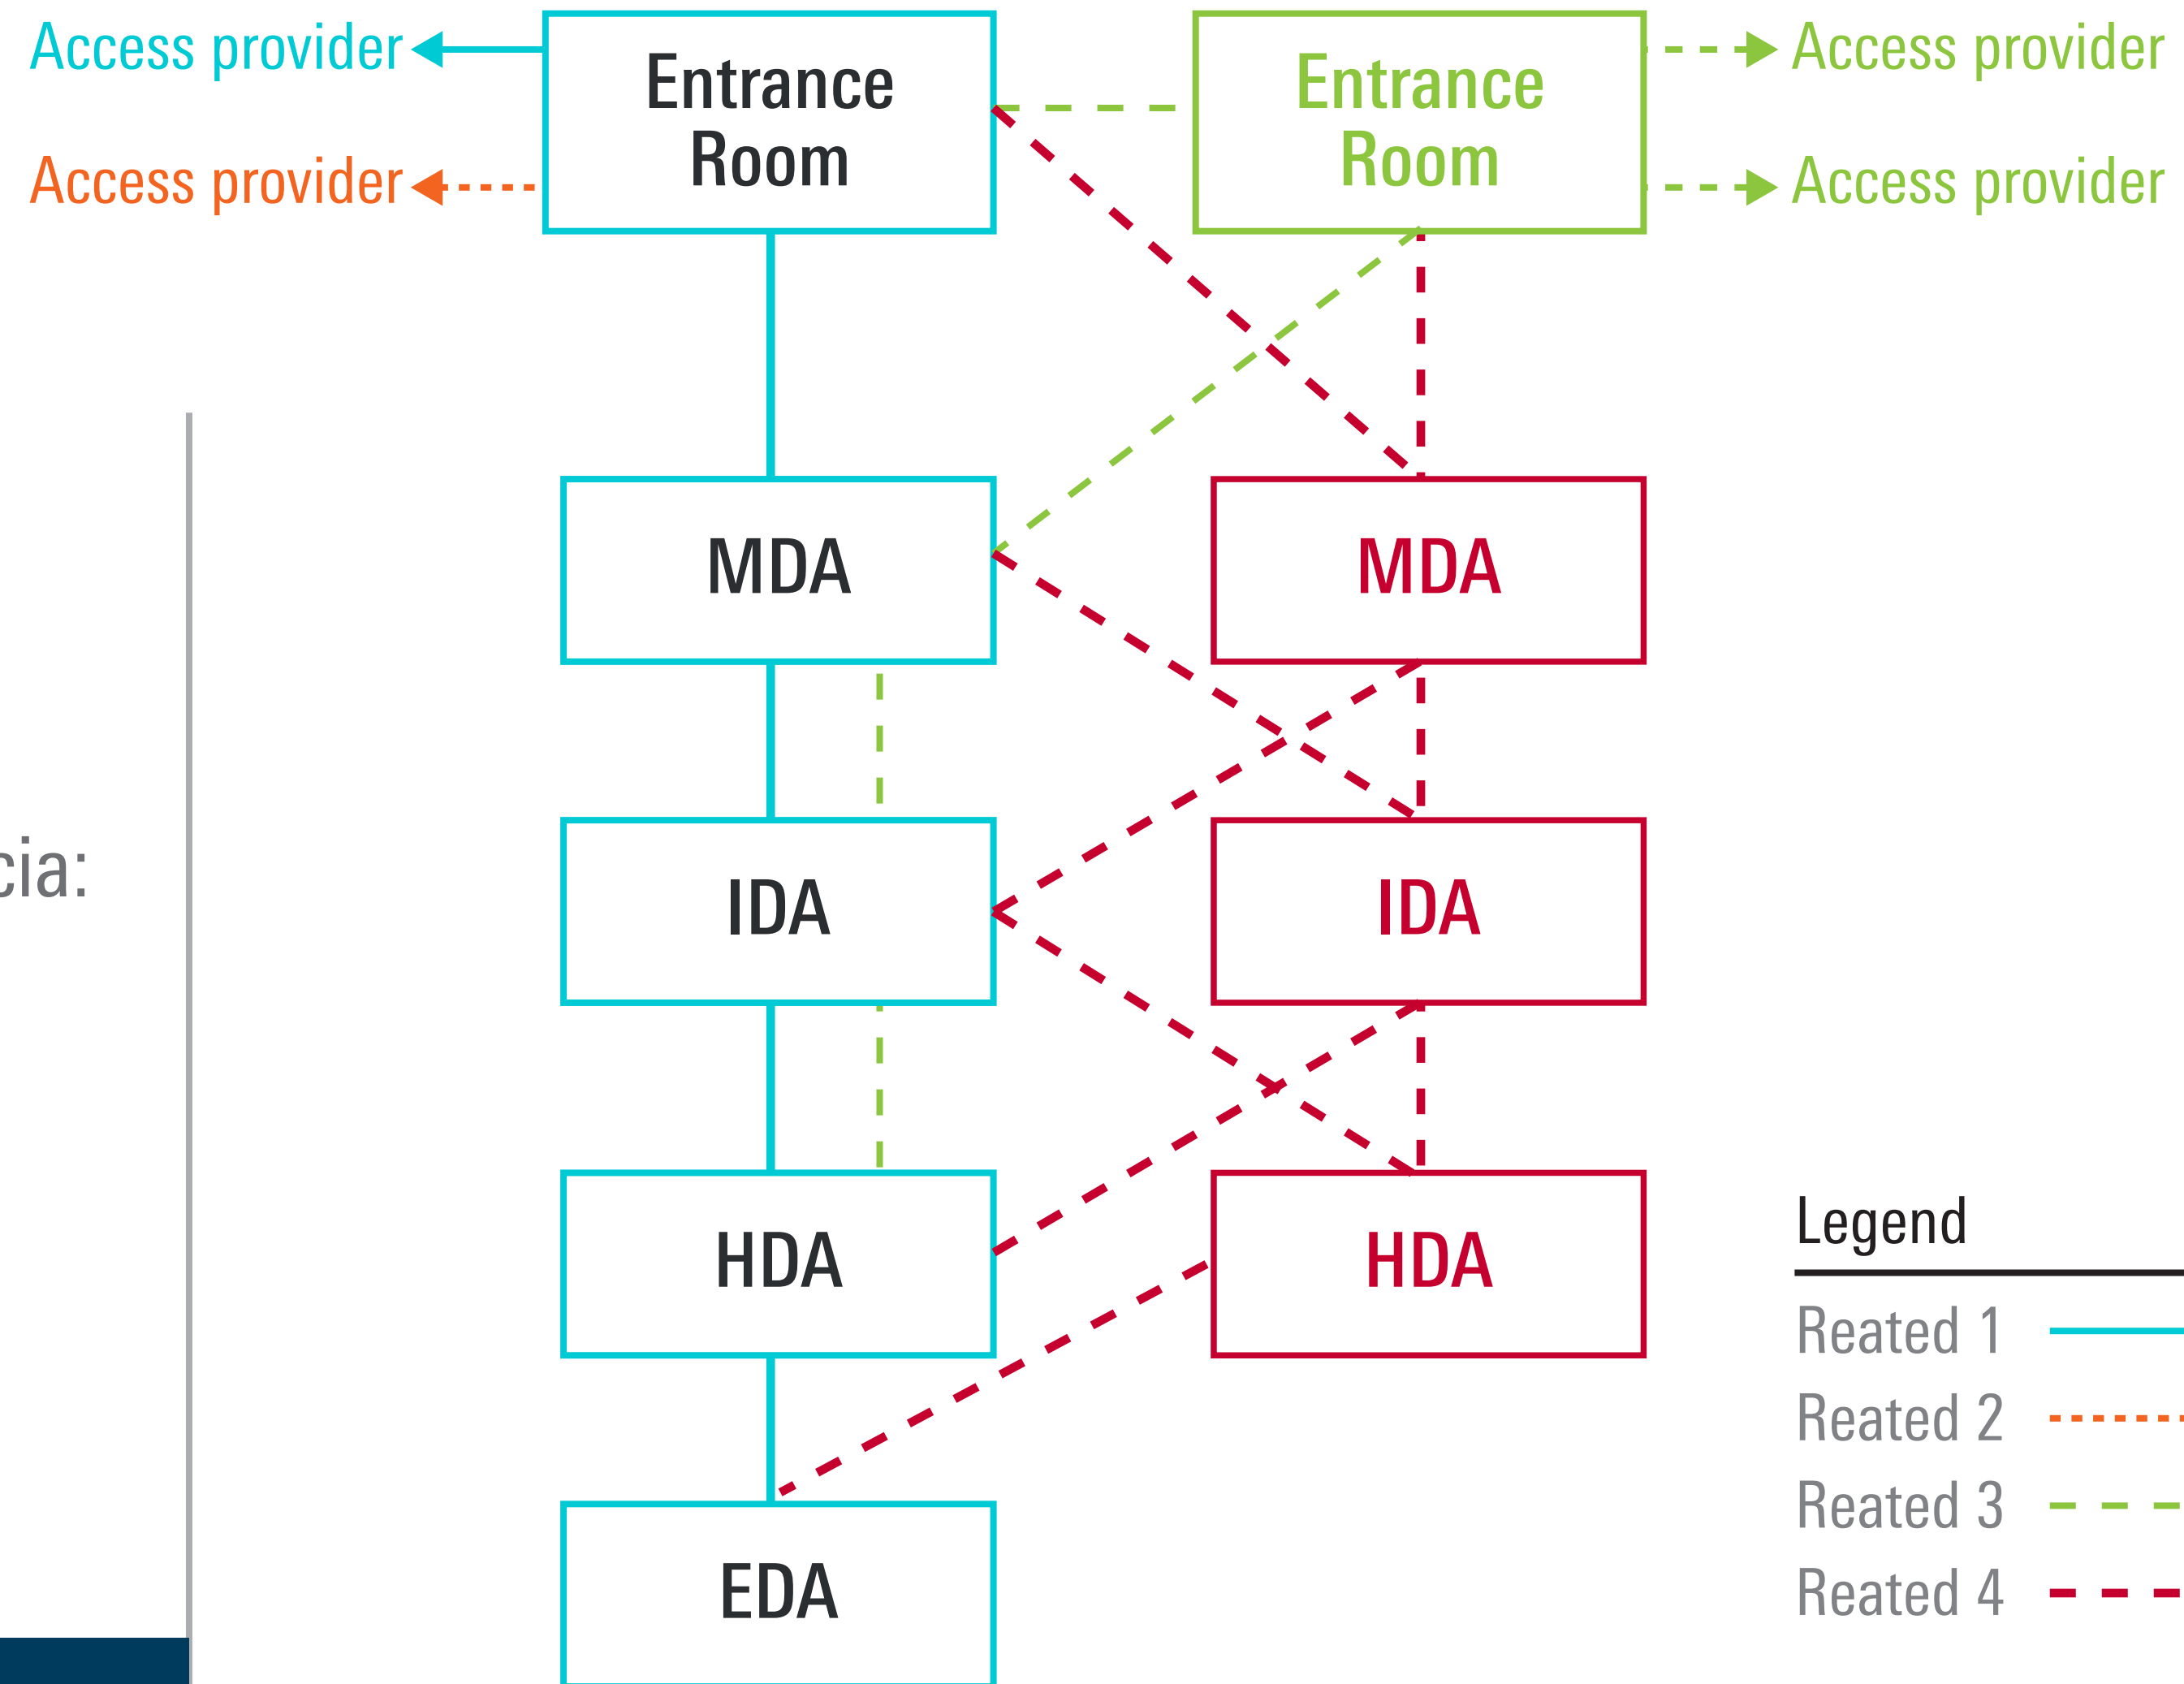 Access provider
Entrance
Room
Entrance
Room
Access provider
Access provider
Access provider
MDA
MDA
cia:
IDA
IDA
HDA
HDA
EDA
Legend
Reated 1
Reated 2
Reated 3
Reated 4